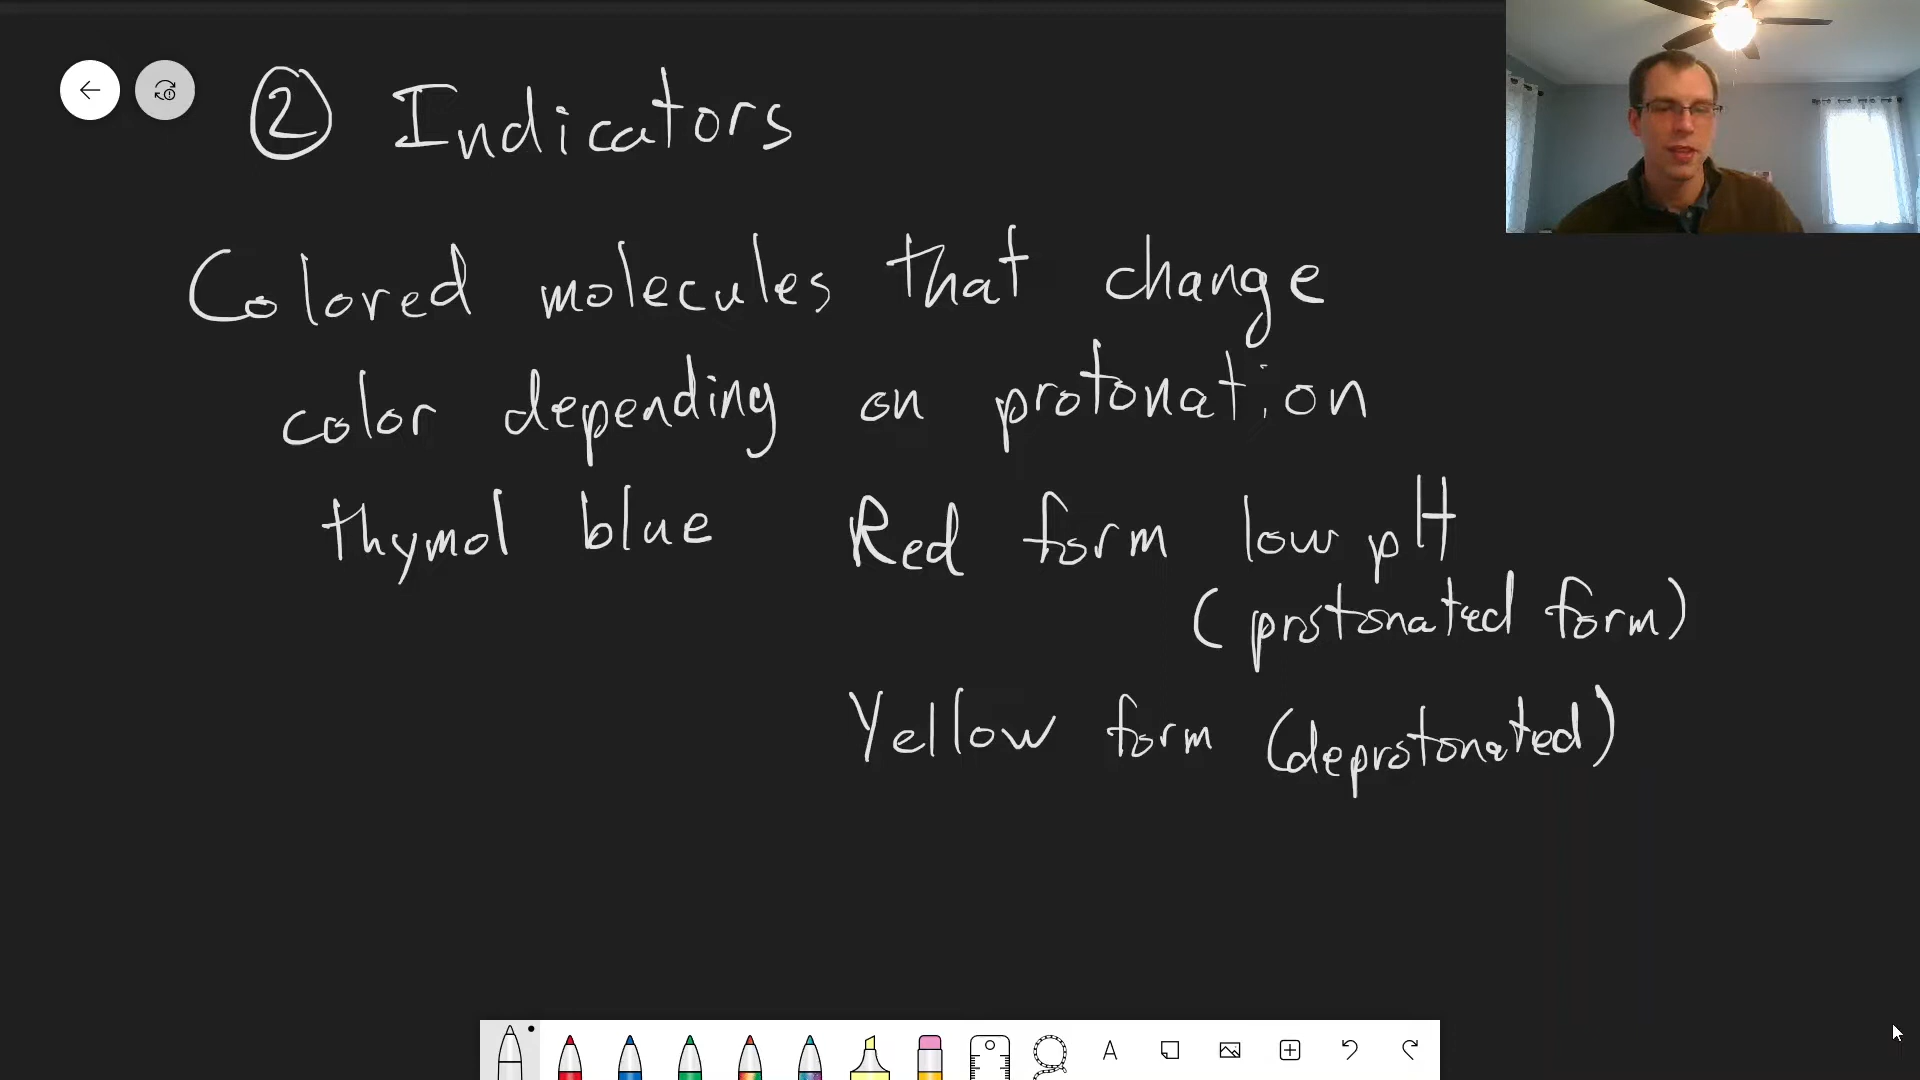 ② Indicators
Colored molecules that change
color depending on protonation
thymol blue Red form low pH
(protonated form)
Yellow form (deprotonated)
A